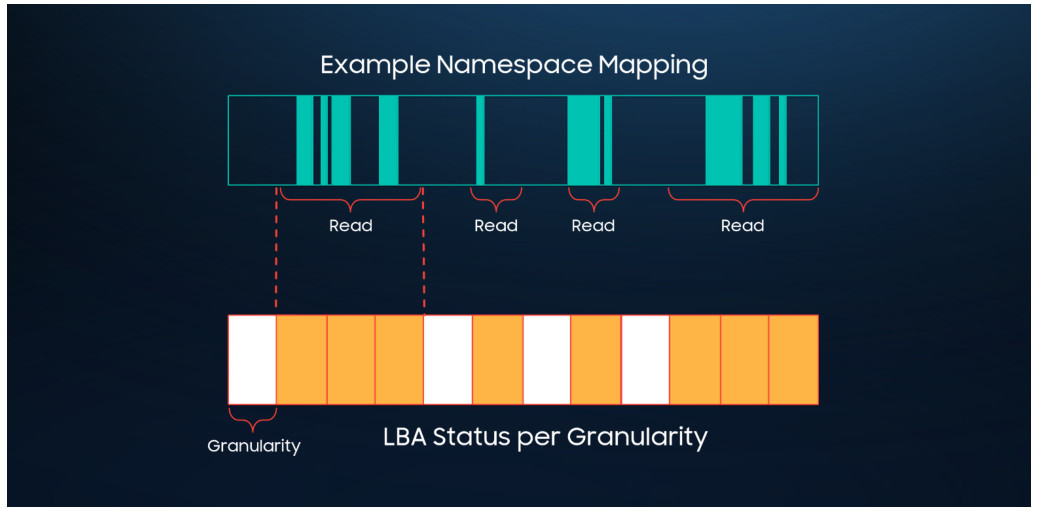 Example Namespace Mapping
Read
Read
Read
Read
Granularity
LBA Status per Granularity